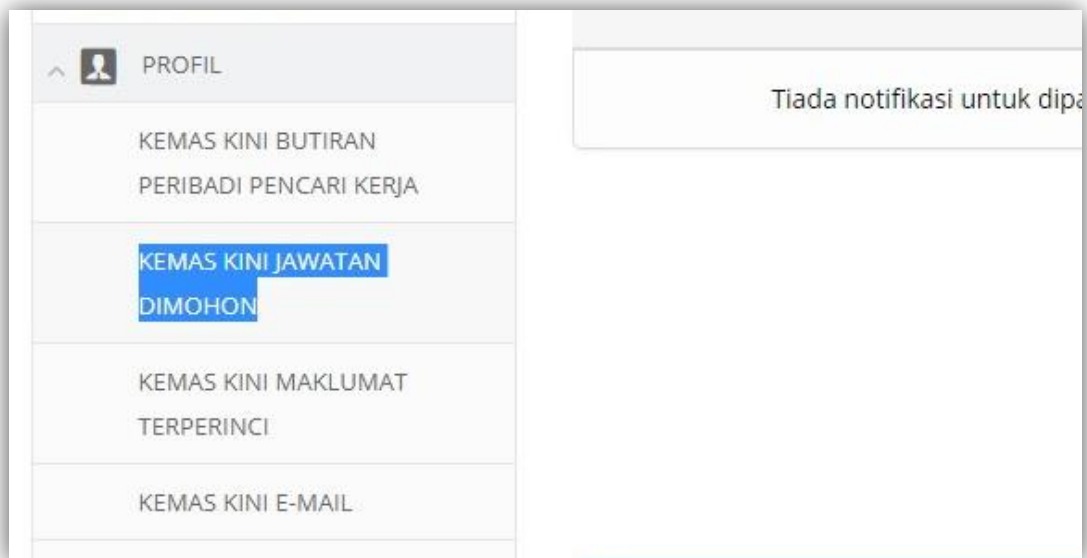 PROFIL
KEMAS KINI BUTIRAN
PERIBADI PENCARI KERJA
KEMAS KINI JAWATAN
DIMOHON
KEMAS KINI MAKLUMAT
TERPERINCI
KEMAS KINI E-MAIL
Tiada notifikasi untuk